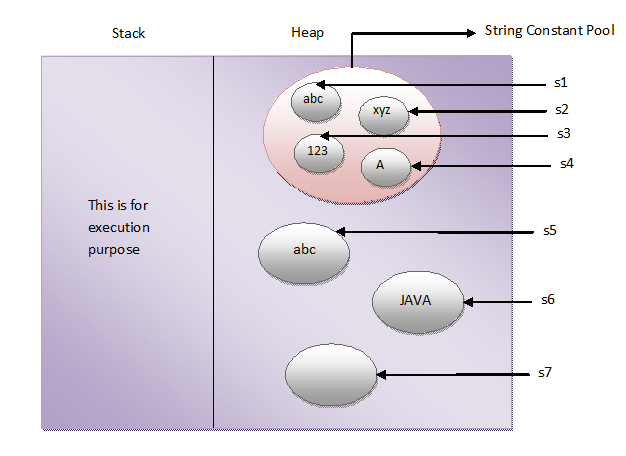 Stack
Heap
String Constant Pool
abc
xyz
123
A
s1
s2
s3
s4
This is for
execution
purpose
abc
s5
JAVA
s6
s7